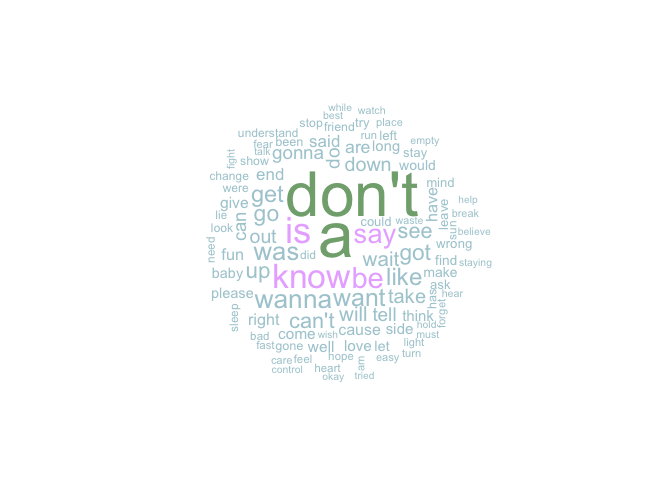 while watch
best
stop friend try place
understand said run left
fear been do are long empty
talk gonna stay
fight show down would
change end don't mind
were get have help
give go is a could waste leave break
lie can say see sun believe
look out was did wrong
need fun wait got find staying
baby up know be like make
please wanna want take has ask hear
sleep right can't will tell think forget
come cause side hold must
bad well wish love let light
fast gone hope easy turn
care feel heart am
control okay tried